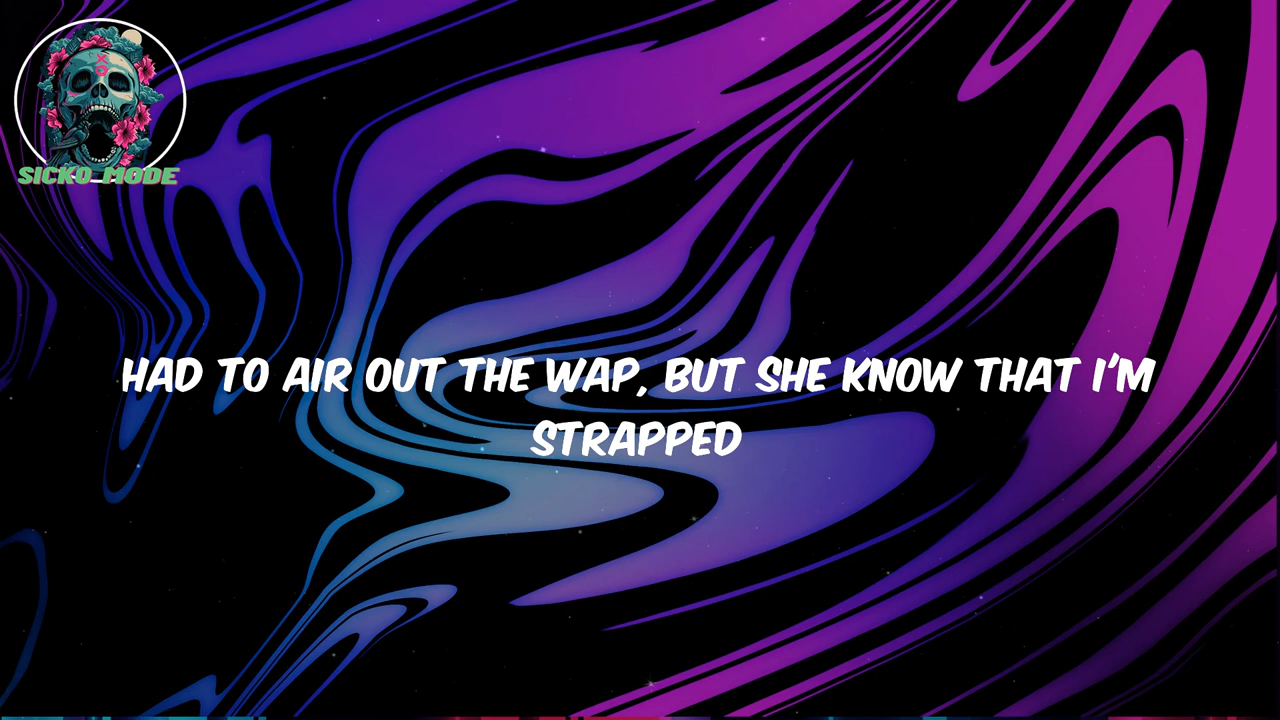 SICKO MODE
HAD TO AIR OUT THE WAP, BUT SHE KNOW THAT I'M
STRAPPED